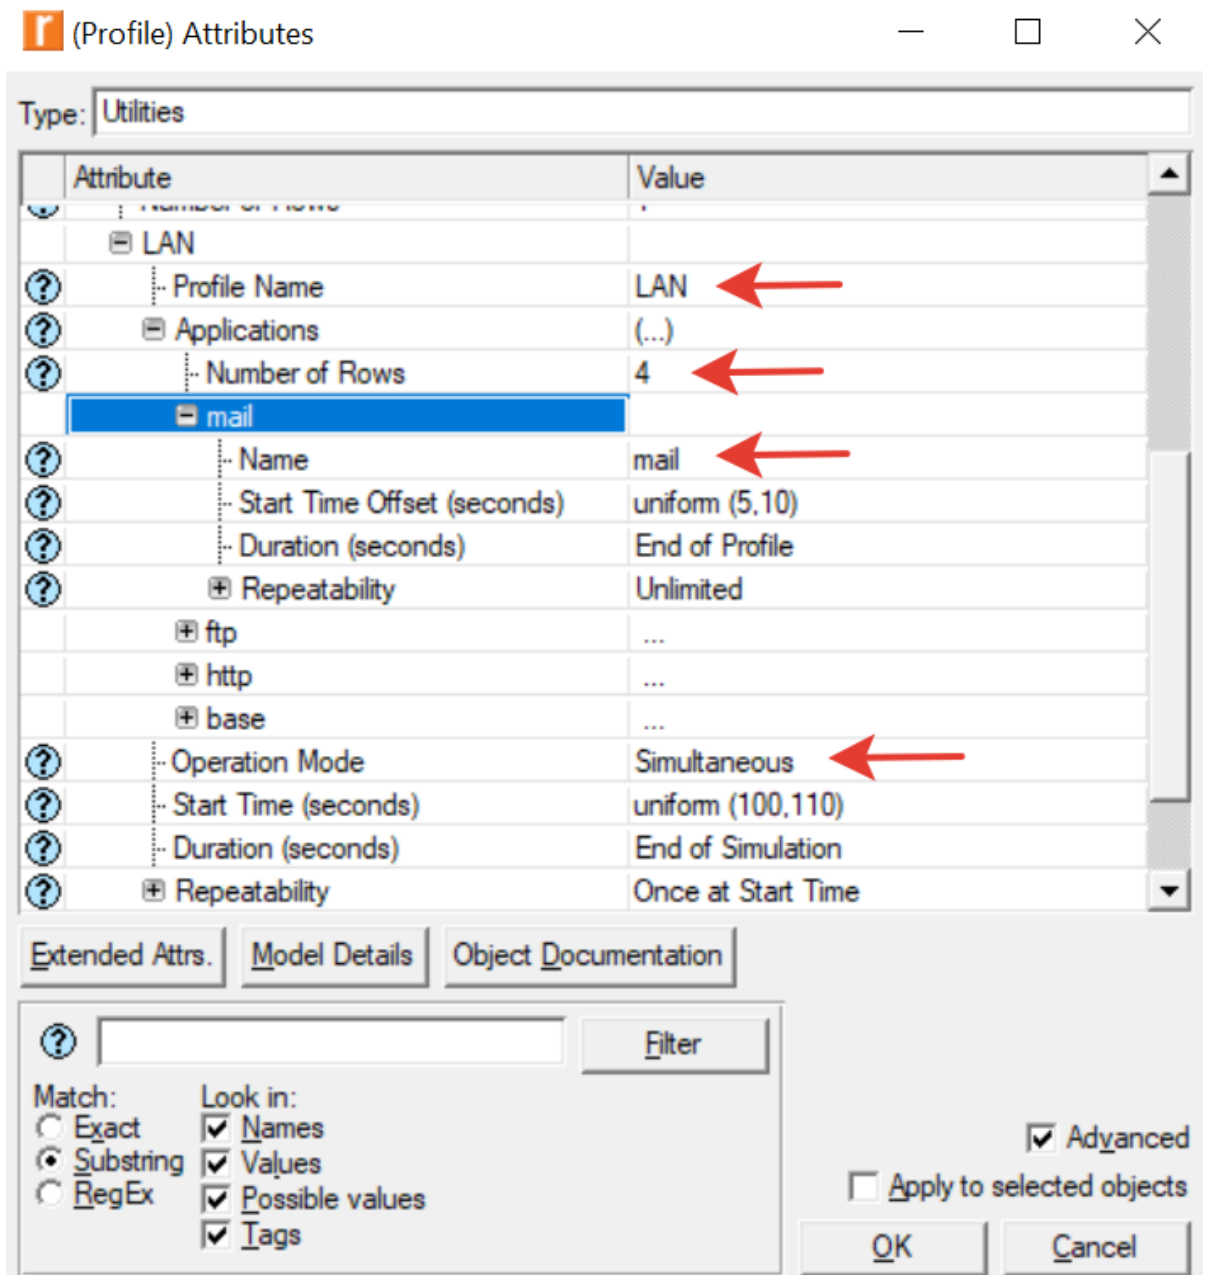 (Profile) Attributes
Type: Utilities
Attribute Value
LAN
Profile Name LAN
Applications (...)
Number of Rows 4
mail
Name mail
Start Time Offset (seconds) uniform (5,10)
Duration (seconds) End of Profile
Repeatability Unlimited
ftp ...
http ...
base ...
Operation Mode Simultaneous
Start Time (seconds) uniform (100,110)
Duration (seconds) End of Simulation
Repeatability Once at Start Time
Extended Attrs. Model Details Object Documentation
Filter
Match: Look in:
Exact Names
Substring Values
RegEx Possible values
Tags
Advanced
Apply to selected objects
OK Cancel